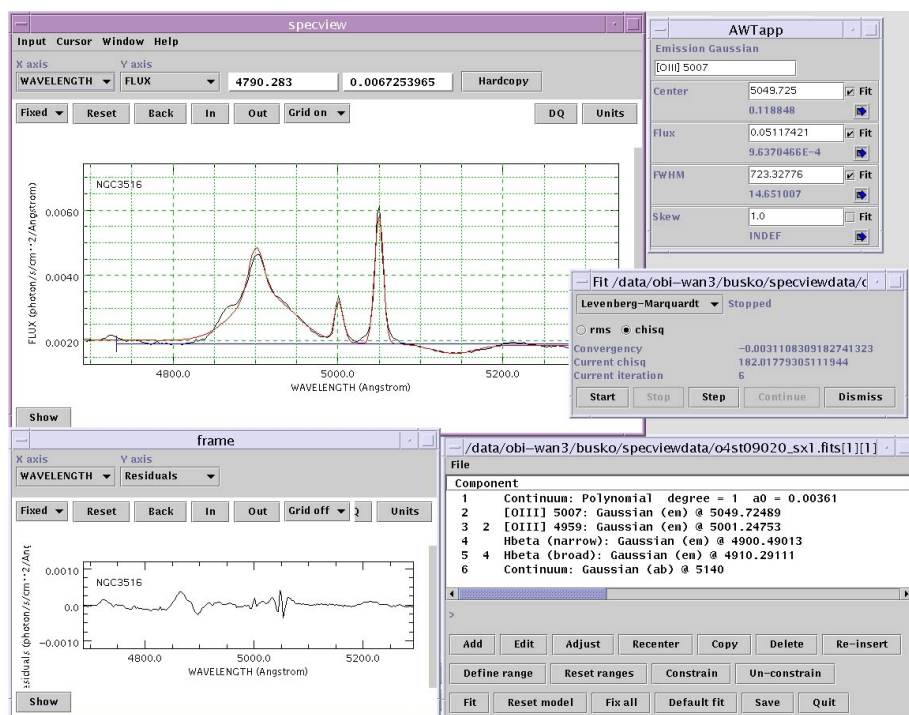 specview
Input Cursor Window Help
X axis Y axis
WAVELENGTH FLUX 4790.283 0.0067253965 Hardcopy
Fixed Reset Back In Out Grid on DQ Units
NGC3516
FLUX (photon/s/cm**2/Angstrom)
0.0060
0.0040
0.0020
4800.0 5000.0 5200.0
WAVELENGTH (Angstrom)
Show
AWTapp
Emission Gaussian
[OIII] 5007
Center 5049.725 Fit
0.118848
Flux 0.05117421 Fit
9.6370466E-4
FWHM 723.32776 Fit
14.651007
Skew 1.0 Fit
INDEF
Fit /data/obi-wan3/busko/specviewdata/c
Levenberg-Marquardt Stopped
rms chisq
Convergency -0.0031108309182741323
Current chisq 182.01779305111944
Current iteration 6
Start Stop Step Continue Dismiss
frame
X axis Y axis
WAVELENGTH Residuals
Fixed Reset Back In Out Grid off Units
NGC3516
esiduals (photon/s/cm**2/Ang
0.0010
0.0
-0.0010
4800.0 5000.0 5200.0
WAVELENGTH (Angstrom)
Show
/data/obi-wan3/busko/specviewdata/o4st09020_sx1.fits[1][1]
File
Component
1 Continuum: Polynomial degree = 1 a0 = 0.00361
2 [OIII] 5007: Gaussian (em) @ 5049.72489
3 2 [OIII] 4959: Gaussian (em) @ 5001.24753
4 Hbeta (narrow): Gaussian (em) @ 4900.49013
5 4 Hbeta (broad): Gaussian (em) @ 4910.29111
6 Continuum: Gaussian (ab) @ 5140
>
Add Edit Adjust Recenter Copy Delete Re-insert
Define range Reset ranges Constrain Un-constrain
Fit Reset model Fix all Default fit Save Quit